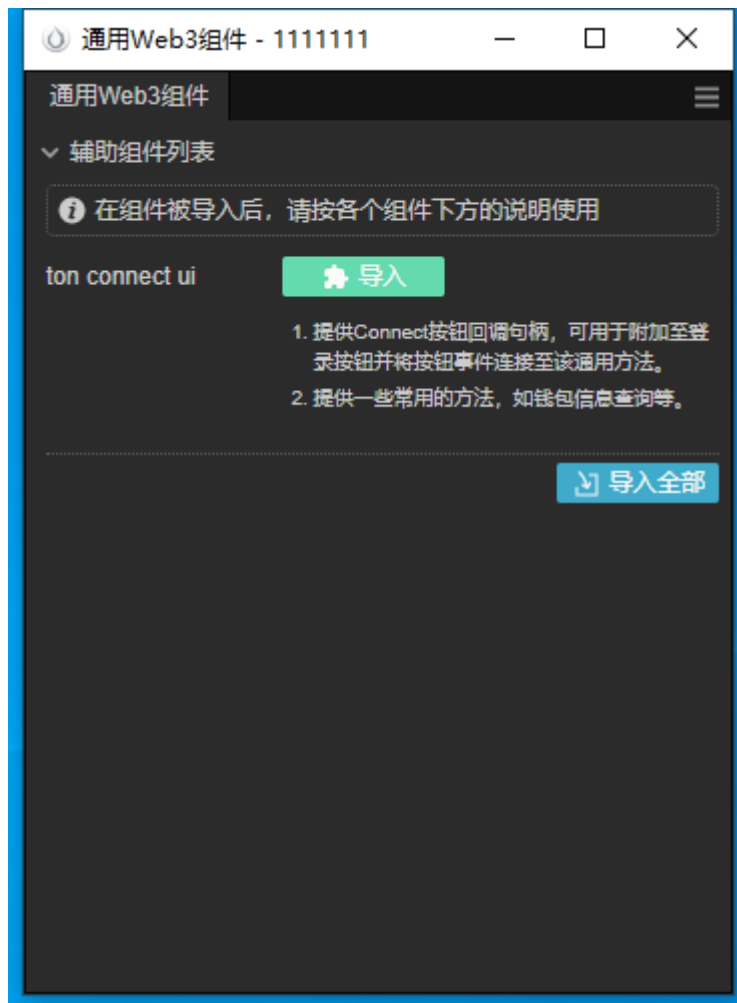 通用Web3组件 - 1111111
通用Web3组件
辅助组件列表
在组件被导入后，请按各个组件下方的说明使用
ton connect ui
导入
1. 提供Connect按钮回调句柄，可用于附加至登
录按钮并将按钮事件连接至该通用方法。
2. 提供一些常用的方法，如钱包信息查询等。
导入全部